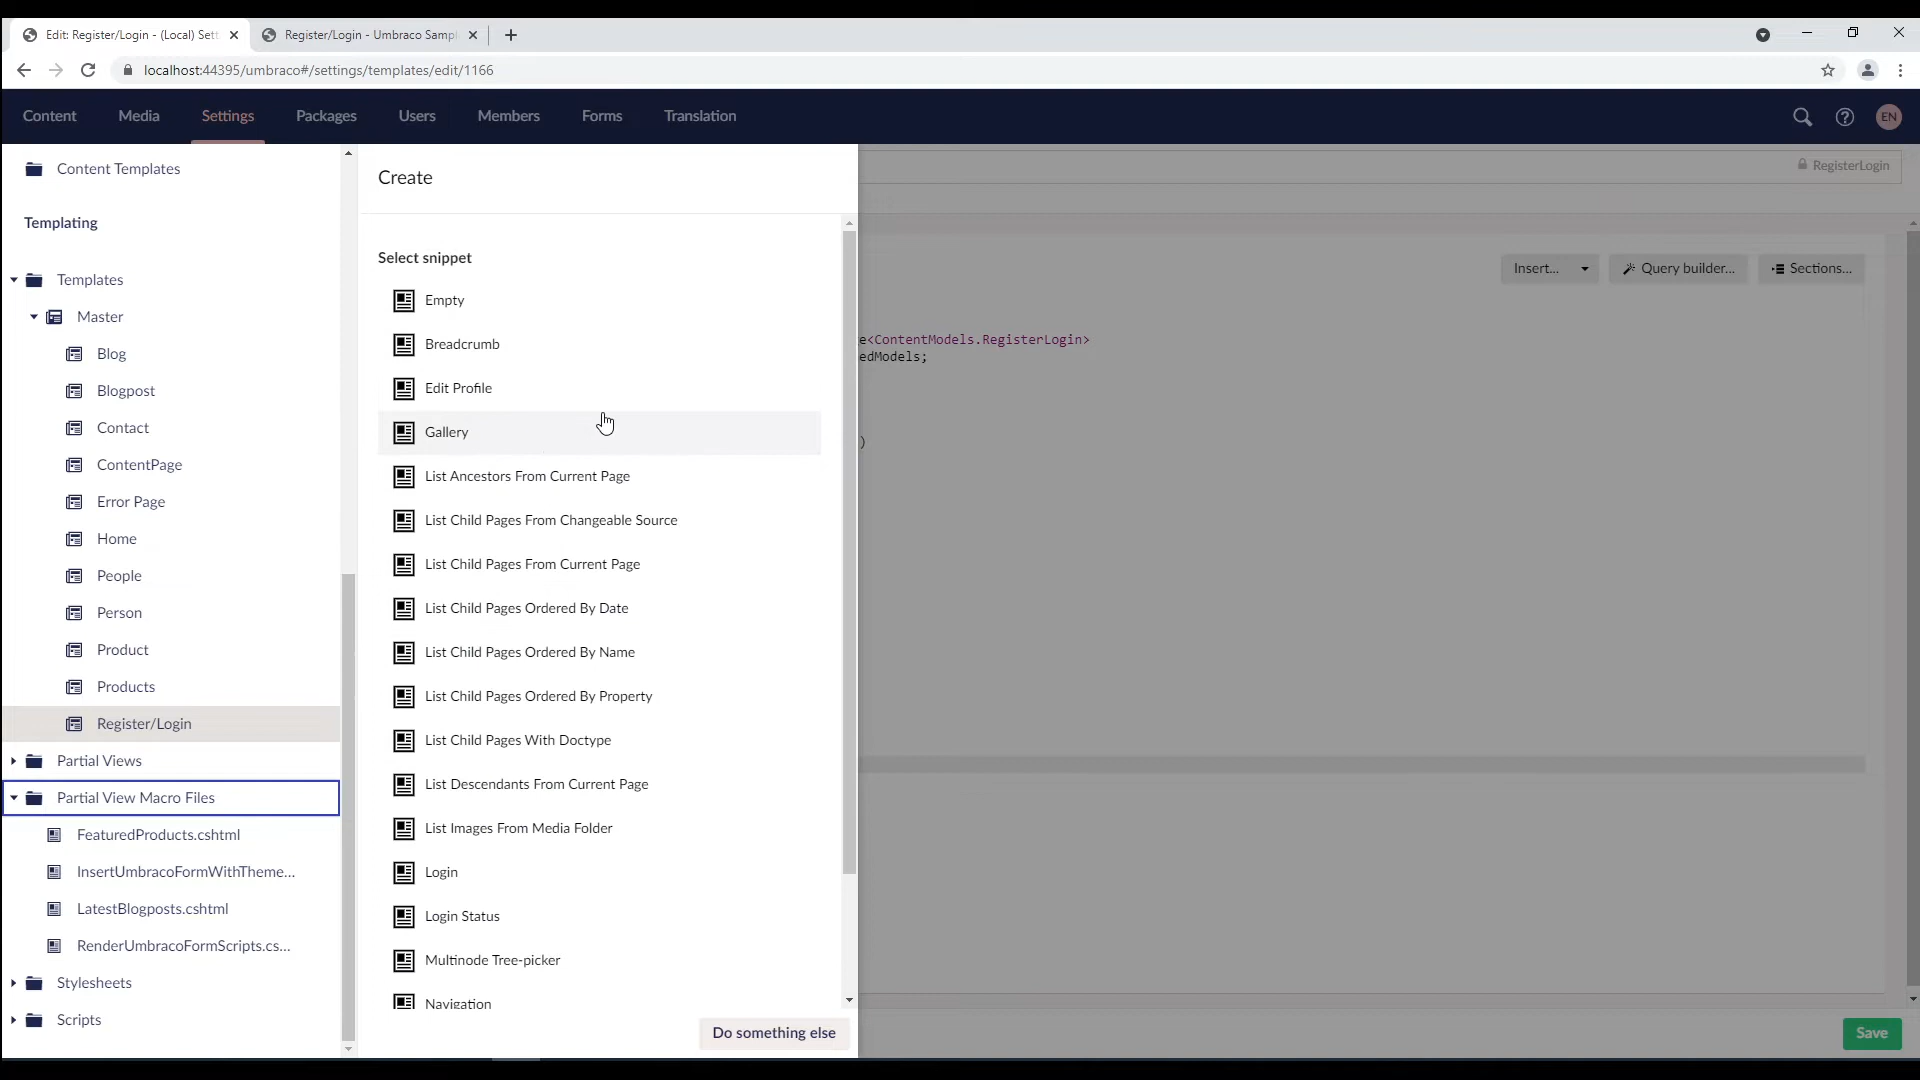 Edit: Register/Login - (Local) Sett
Register/Login - Umbraco Sampl
localhost:44395/umbraco#/settings/templates/edit/1166
Content
Media
Settings
Packages
Users
Members
Forms
Translation
EN
Content Templates
Templating
Templates
Master
Blog
Blogpost
Contact
ContentPage
Error Page
Home
People
Person
Product
Products
Register/Login
Partial Views
Partial View Macro Files
FeaturedProducts.cshtml
InsertUmbracoFormWithTheme...
LatestBlogposts.cshtml
RenderUmbracoFormScripts.cs...
Stylesheets
Scripts
Create
Select snippet
Empty
Breadcrumb
Edit Profile
Gallery
List Ancestors From Current Page
List Child Pages From Changeable Source
List Child Pages From Current Page
List Child Pages Ordered By Date
List Child Pages Ordered By Name
List Child Pages Ordered By Property
List Child Pages With Doctype
List Descendants From Current Page
List Images From Media Folder
Login
Login Status
Multinode Tree-picker
Navigation
Do something else
RegisterLogin
Insert...
Query builder...
Sections...
e<ContentModels.RegisterLogin>
edModels;
)
Save